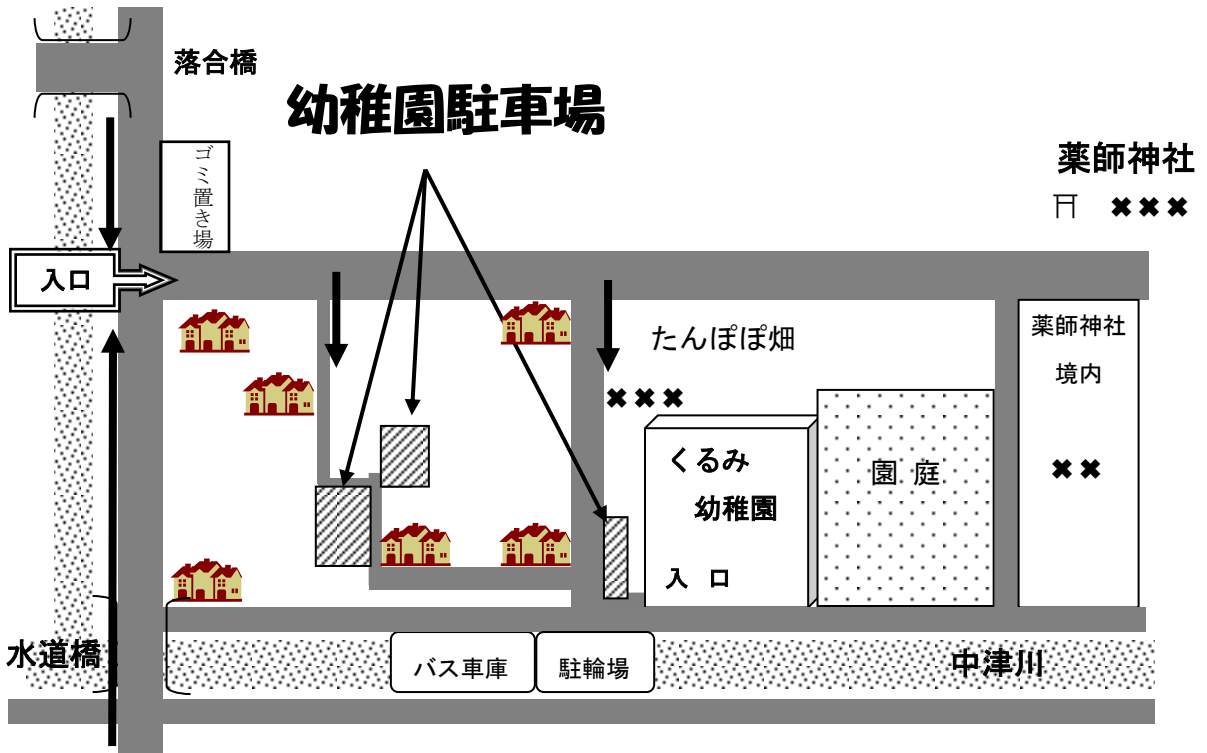 落合橋
幼稚園駐車場
ゴミ置き場
薬師神社
✖✖✖
入口
たんぽぽ畑
薬師神社
境内
✖✖✖
くるみ
幼稚園
園庭
✖✖
入口
水道橋
バス車庫
駐輪場
中津川